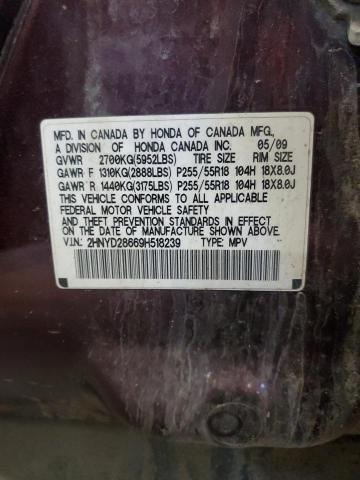 MFD. IN CANADA BY HONDA OF CANADA MFG.,
A DIVISION OF HONDA CANADA INC. 05/09
GVWR 2700KG(5952LBS) TIRE SIZE RIM SIZE
GAWR F 1310KG(2888LBS) P255/55R18 104H 18X8.0J
GAWR R 1440KG(3175LBS) P255/55R18 104H 18X8.0J
THIS VEHICLE CONFORMS TO ALL APPLICABLE
FEDERAL MOTOR VEHICLE SAFETY
AND THEFT PREVENTION STANDARDS IN EFFECT ON
THE DATE OF MANUFACTURE SHOWN ABOVE.
V.I.N: 2HNYD28669H518239 TYPE: MPV